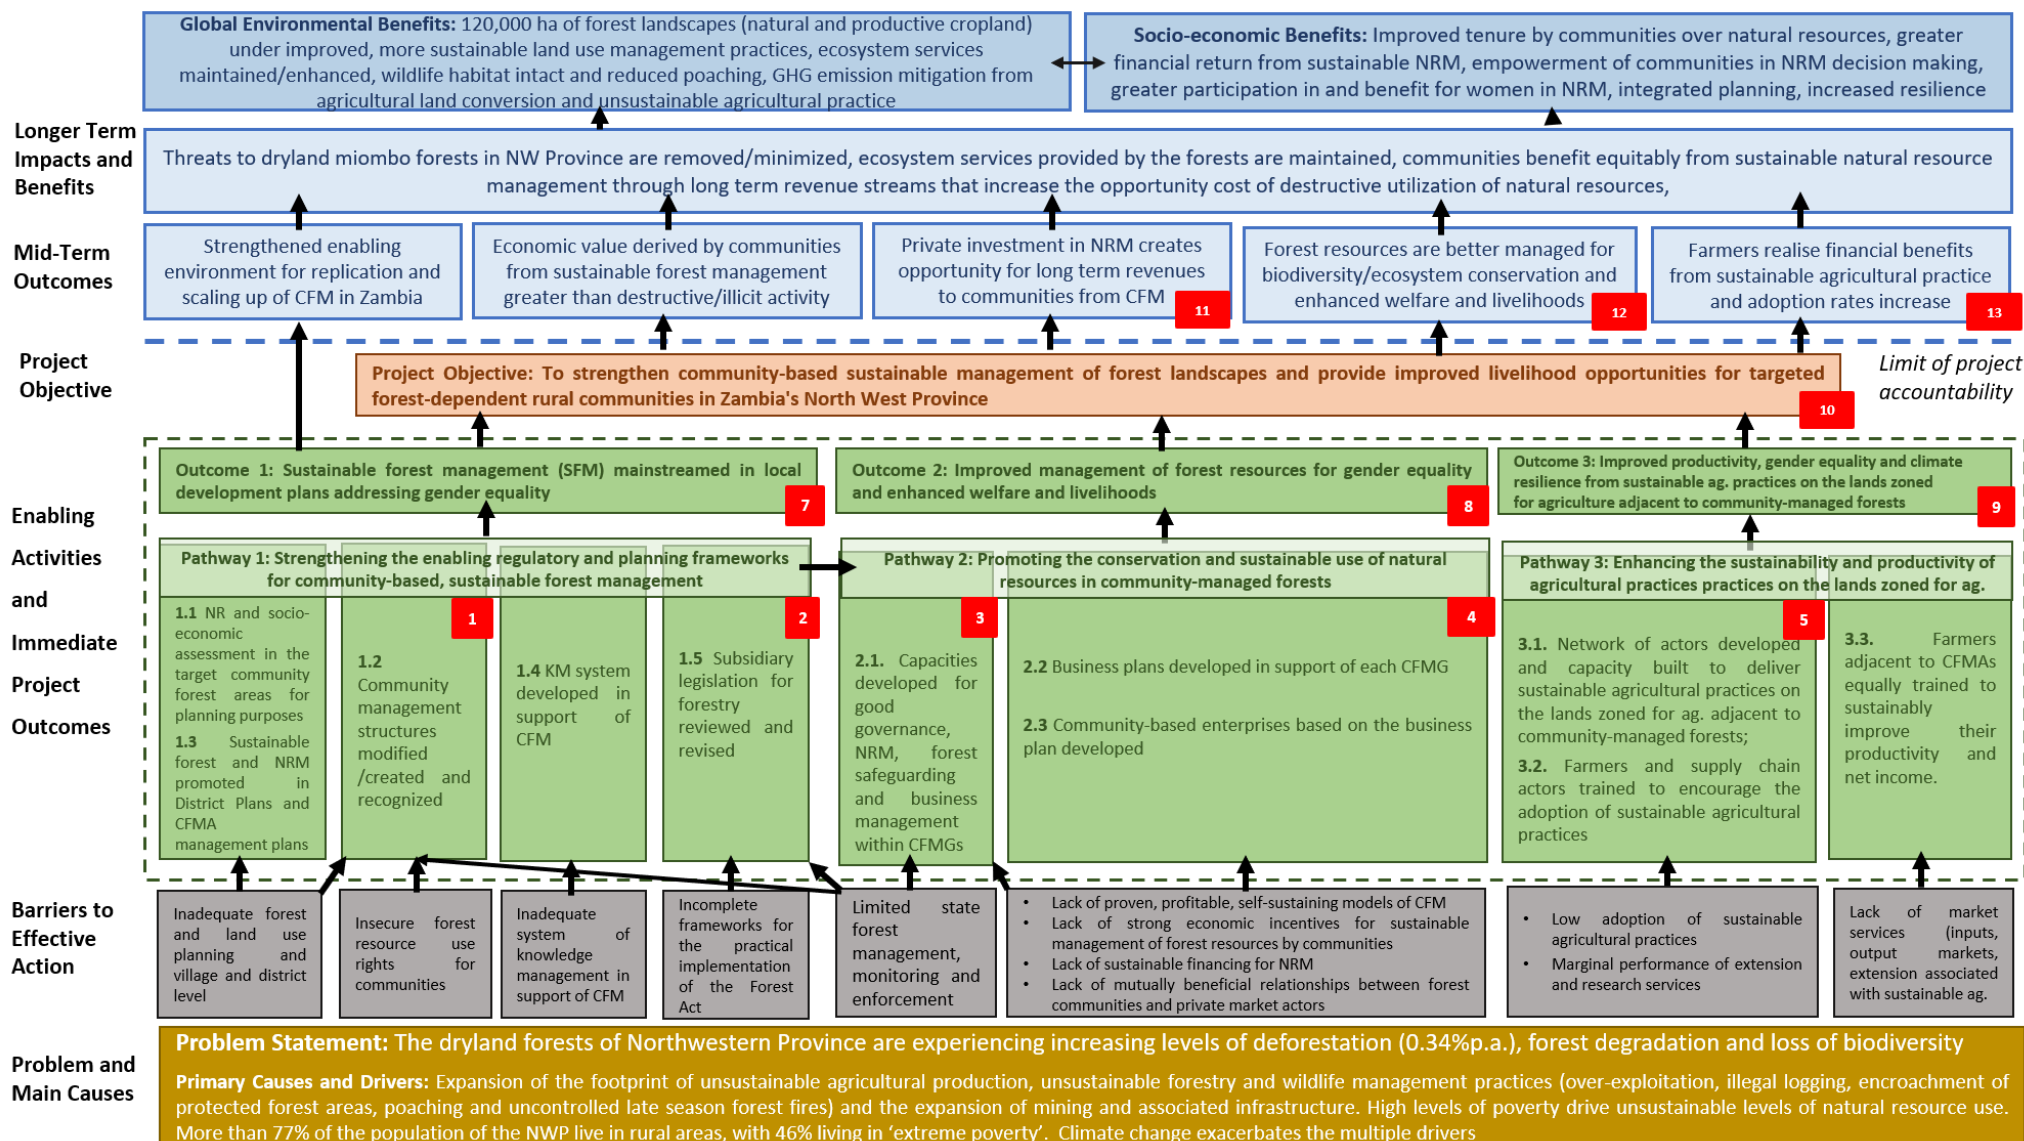 Global Environmental Benefits: 120,000 ha of forest landscapes (natural and productive cropland)
under improved, more sustainable land use management practices, ecosystem services
maintained/enhanced, wildlife habitat intact and reduced poaching, GHG emission mitigation from
agricultural land conversion and unsustainable agricultural practice
Socio-economic Benefits: Improved tenure by communities over natural resources, greater
financial return from sustainable NRM, empowerment of communities in NRM decision making,
greater participation in and benefit for women in NRM, integrated planning, increased resilience
Longer Term
Impacts and
Benefits
Threats to dryland miombo forests in NW Province are removed/minimized, ecosystem services provided by the forests are maintained, communities benefit equitably from sustainable natural resource
management through long term revenue streams that increase the opportunity cost of destructive utilization of natural resources,
Mid-Term
Outcomes
Strengthened enabling
environment for replication and
scaling up of CFM in Zambia
Economic value derived by communities
from sustainable forest management
greater than destructive/illicit activity
Private investment in NRM creates
opportunity for long term revenues
to communities from CFM
11
Forest resources are better managed for
biodiversity/ecosystem conservation and
enhanced welfare and livelihoods
12
Farmers realise financial benefits
from sustainable agricultural practice
and adoption rates increase
13
Project
Objective
Project Objective: To strengthen community-based sustainable management of forest landscapes and provide improved livelihood opportunities for targeted
forest-dependent rural communities in Zambia's North West Province
10
Limit of project
accountability
Enabling
Activities
and
Immediate
Project
Outcomes
Outcome 1: Sustainable forest management (SFM) mainstreamed in local
development plans addressing gender equality
7
Outcome 2: Improved management of forest resources for gender equality
and enhanced welfare and livelihoods
8
Outcome 3: Improved productivity, gender equality and climate
resilience from sustainable ag. practices on the lands zoned
for agriculture adjacent to community-managed forests
9
Pathway 1: Strengthening the enabling regulatory and planning frameworks
for community-based, sustainable forest management
Pathway 2: Promoting the conservation and sustainable use of natural
resources in community-managed forests
Pathway 3: Enhancing the sustainability and productivity of
agricultural practices practices on the lands zoned for ag.
1.1 NR and socio-
economic
assessment in the
target community
forest areas for
planning purposes
1.3 Sustainable
forest and NRM
promoted in
District Plans and
CFMA
management plans
1
1.2
Community
management
structures
modified
/created and
recognized
1.4 KM system
developed in
support of
CFM
2
1.5 Subsidiary
legislation for
forestry
reviewed and
revised
3
2.1. Capacities
developed for
good
governance,
NRM, forest
safeguarding
and business
management
within CFMGs
4
2.2 Business plans developed in support of each CFMG
2.3 Community-based enterprises based on the business
plan developed
5
3.1. Network of actors developed
and capacity built to deliver
sustainable agricultural practices on
the lands zoned for ag. adjacent to
community-managed forests;
3.2. Farmers and supply chain
actors trained to encourage the
adoption of sustainable agricultural
practices
3.3. Farmers
adjacent to CFMAs
equally trained to
sustainably
improve their
productivity and
net income.
Barriers to
Effective
Action
Inadequate forest
and land use
planning and
village and district
level
Insecure forest
resource use
rights for
communities
Inadequate
system of
knowledge
management in
support of CFM
Incomplete
frameworks for
the practical
implementation
of the Forest
Act
Limited state
forest
management,
monitoring and
enforcement
• Lack of proven, profitable, self-sustaining models of CFM
• Lack of strong economic incentives for sustainable
management of forest resources by communities
• Lack of sustainable financing for NRM
• Lack of mutually beneficial relationships between forest
communities and private market actors
• Low adoption of sustainable
agricultural practices
• Marginal performance of extension
and research services
Lack of market
services (inputs,
output markets,
extension associated
with sustainable ag.
Problem and
Main Causes
Problem Statement: The dryland forests of Northwestern Province are experiencing increasing levels of deforestation (0.34%p.a.), forest degradation and loss of biodiversity
Primary Causes and Drivers: Expansion of the footprint of unsustainable agricultural production, unsustainable forestry and wildlife management practices (over-exploitation, illegal logging, encroachment of
protected forest areas, poaching and uncontrolled late season forest fires) and the expansion of mining and associated infrastructure. High levels of poverty drive unsustainable levels of natural resource use.
More than 77% of the population of the NWP live in rural areas, with 46% living in ‘extreme poverty’. Climate change exacerbates the multiple drivers